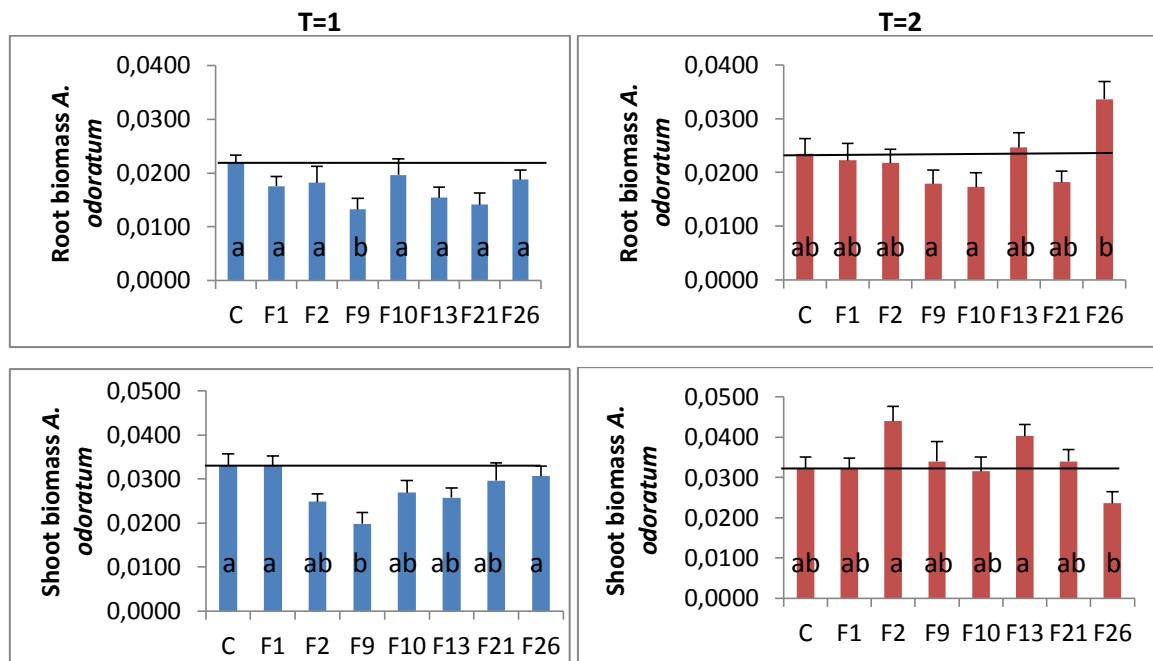 T=1
T=2
Root biomass A.
odoratum
0,0400
0,0300
0,0200
0,0100
0,0000
a a a b a a a a
C F1 F2 F9 F10 F13 F21 F26
Root biomass A.
odoratum
0,0400
0,0300
0,0200
0,0100
0,0000
ab ab ab a a ab ab b
C F1 F2 F9 F10 F13 F21 F26
Shoot biomass A.
odoratum
0,0500
0,0400
0,0300
0,0200
0,0100
0,0000
a a ab b ab ab ab a
C F1 F2 F9 F10 F13 F21 F26
Shoot biomass A.
odoratum
0,0500
0,0400
0,0300
0,0200
0,0100
0,0000
ab ab a ab ab a ab b
C F1 F2 F9 F10 F13 F21 F26